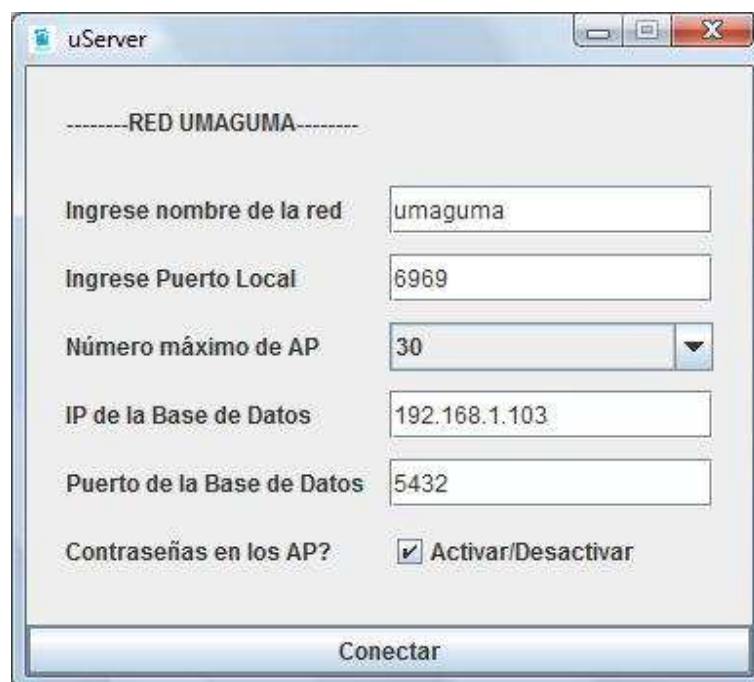 uServer
--------RED UMAGUMA--------
Ingrese nombre de la red umaguma
Ingrese Puerto Local 6969
Número máximo de AP 30
IP de la Base de Datos 192.168.1.103
Puerto de la Base de Datos 5432
Contraseñas en los AP? Activar/Desactivar
Conectar